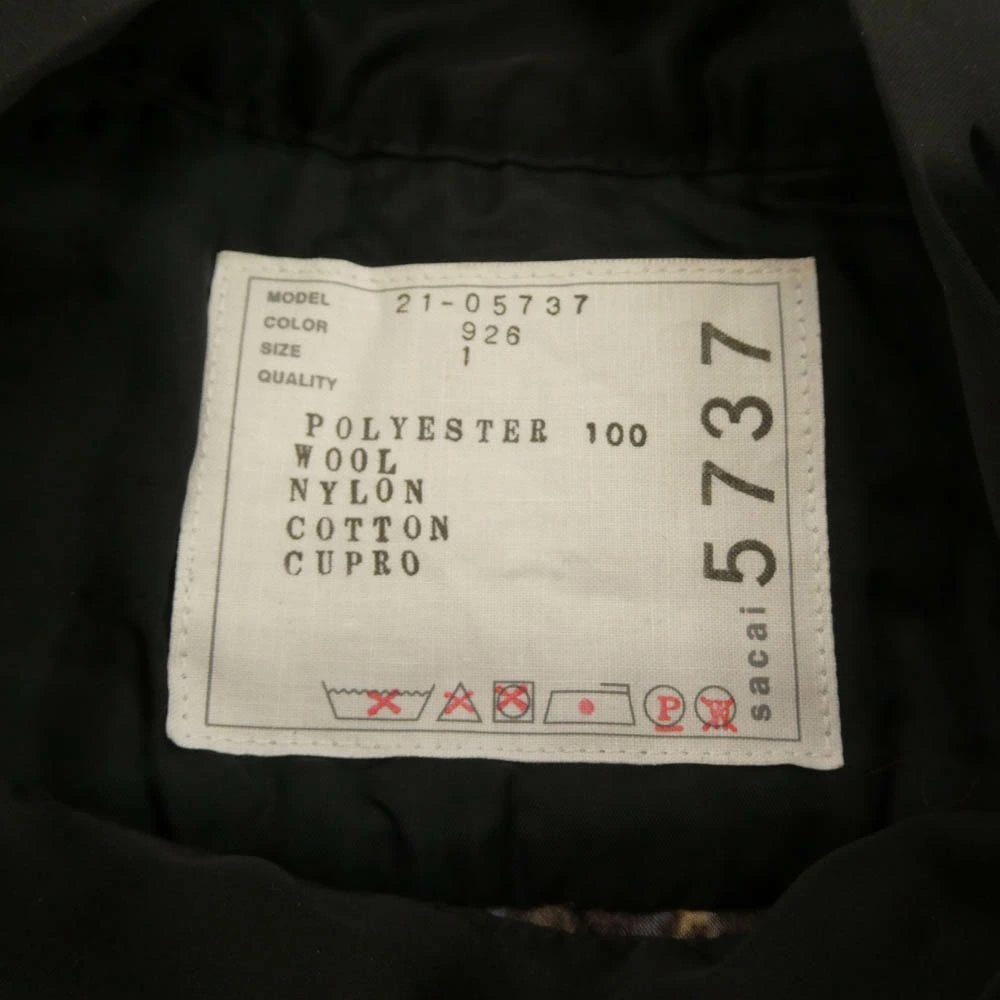 MODEL 21-05737
COLOR 926
SIZE 1
QUALITY
POLYESTER 100
WOOL
NYLON
COTTON
CUPRO
P W
sacai 5737